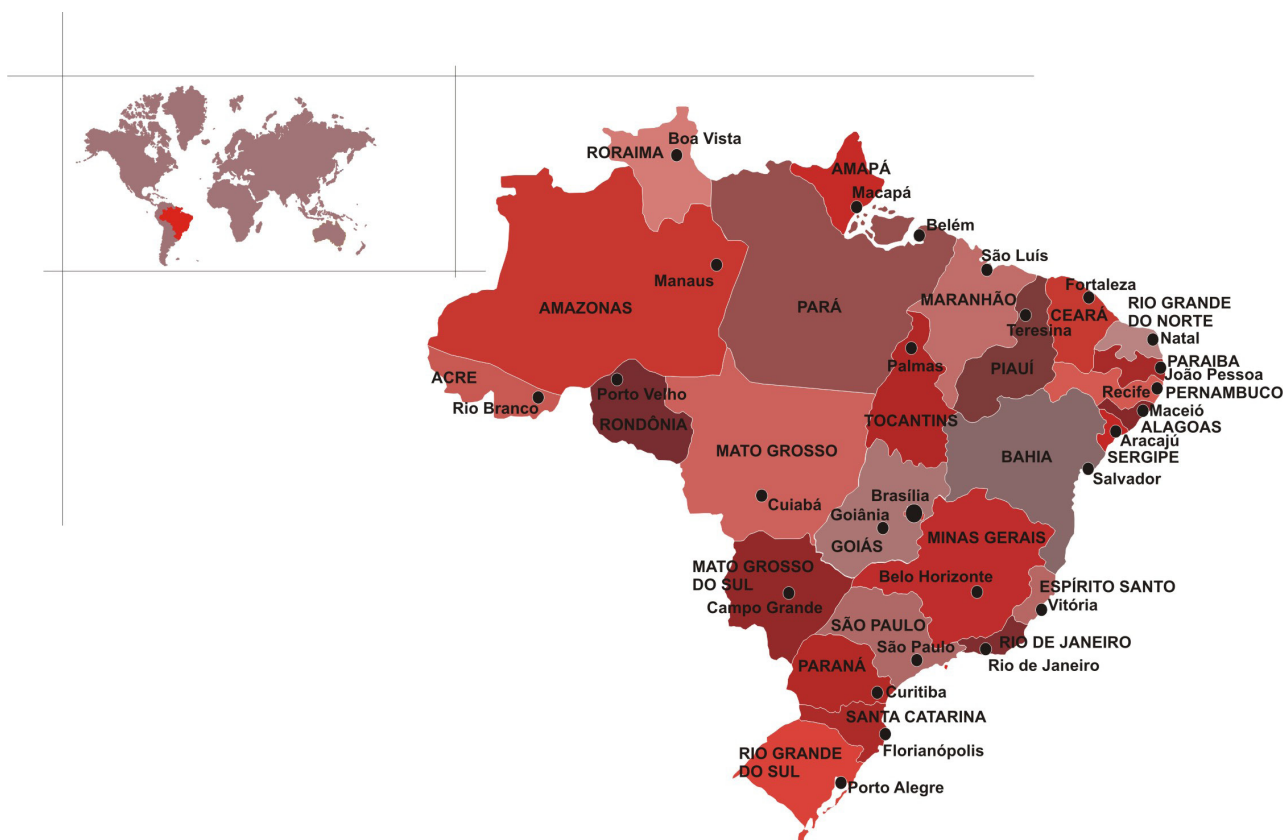 Boa Vista
RORAIMA
AMAPÁ
Macapá
Belém
São Luís
Manaus
Fortaleza
MARANHÃO
RIO GRANDE
DO NORTE
AMAZONAS
PARÁ
CEARÁ
Teresina
Natal
PARAIBA
João Pessoa
Palmas
PIAUÍ
ACRE
Porto Velho
Recife
PERNAMBUCO
Rio Branco
Maceió
ALAGOAS
RONDÔNIA
TOCANTINS
Aracajú
SERGIPE
MATO GROSSO
BAHIA
Salvador
Cuiabá
Brasília
Goiânia
GOIÁS
MINAS GERAIS
MATO GROSSO
DO SUL
Campo Grande
Belo Horizonte
ESPÍRITO SANTO
Vitória
SÃO PAULO
São Paulo
RIO DE JANEIRO
Rio de Janeiro
PARANÁ
Curitiba
SANTA CATARINA
Florianópolis
RIO GRANDE
DO SUL
Porto Alegre